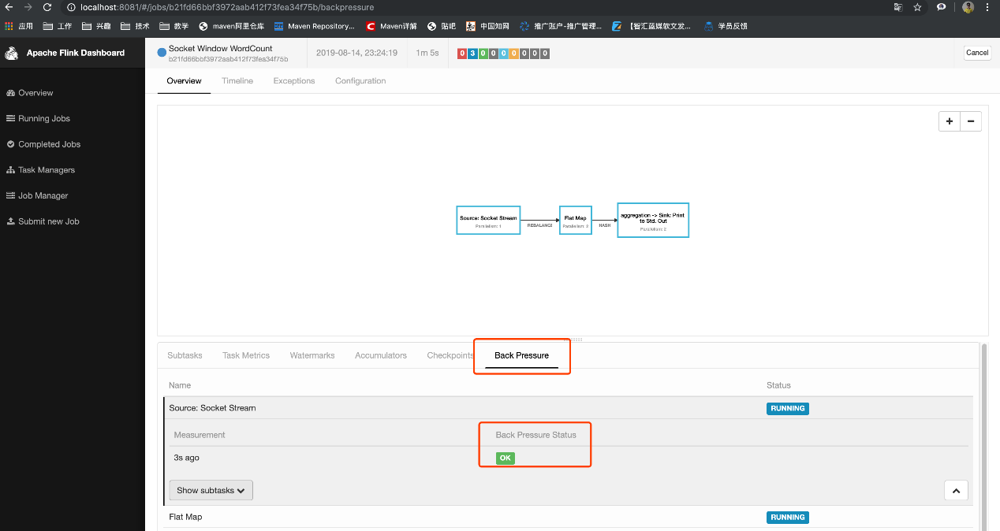 localhost:8081/#/jobs/b21fd66bbf3972aab412f73fea34f75b/backpressure
应用 工作 兴趣 技术 教学 maven阿里仓库 Maven Repository... Maven详解 贴吧 中国知网 推广账户-推广管理... 【智汇蓝媒软文发... 学员反馈
Apache Flink Dashboard
Overview
Running Jobs
Completed Jobs
Task Managers
Job Manager
Submit new Job
Socket Window WordCount
b21fd66bbf3972aab412f73fea34f75b
2019-08-14, 23:24:19
1m 5s
0 3 0 0 0 0 0 0 0
Cancel
Overview Timeline Exceptions Configuration
+ −
Source: Socket Stream
Parallelism: 1
REBALANCE
Flat Map
Parallelism: 2
HASH
aggregation -> Sink: Print
to Std. Out
Parallelism: 2
Subtasks Task Metrics Watermarks Accumulators Checkpoints Back Pressure
Name Status
Source: Socket Stream RUNNING
Measurement Back Pressure Status
3s ago OK
Show subtasks
Flat Map RUNNING